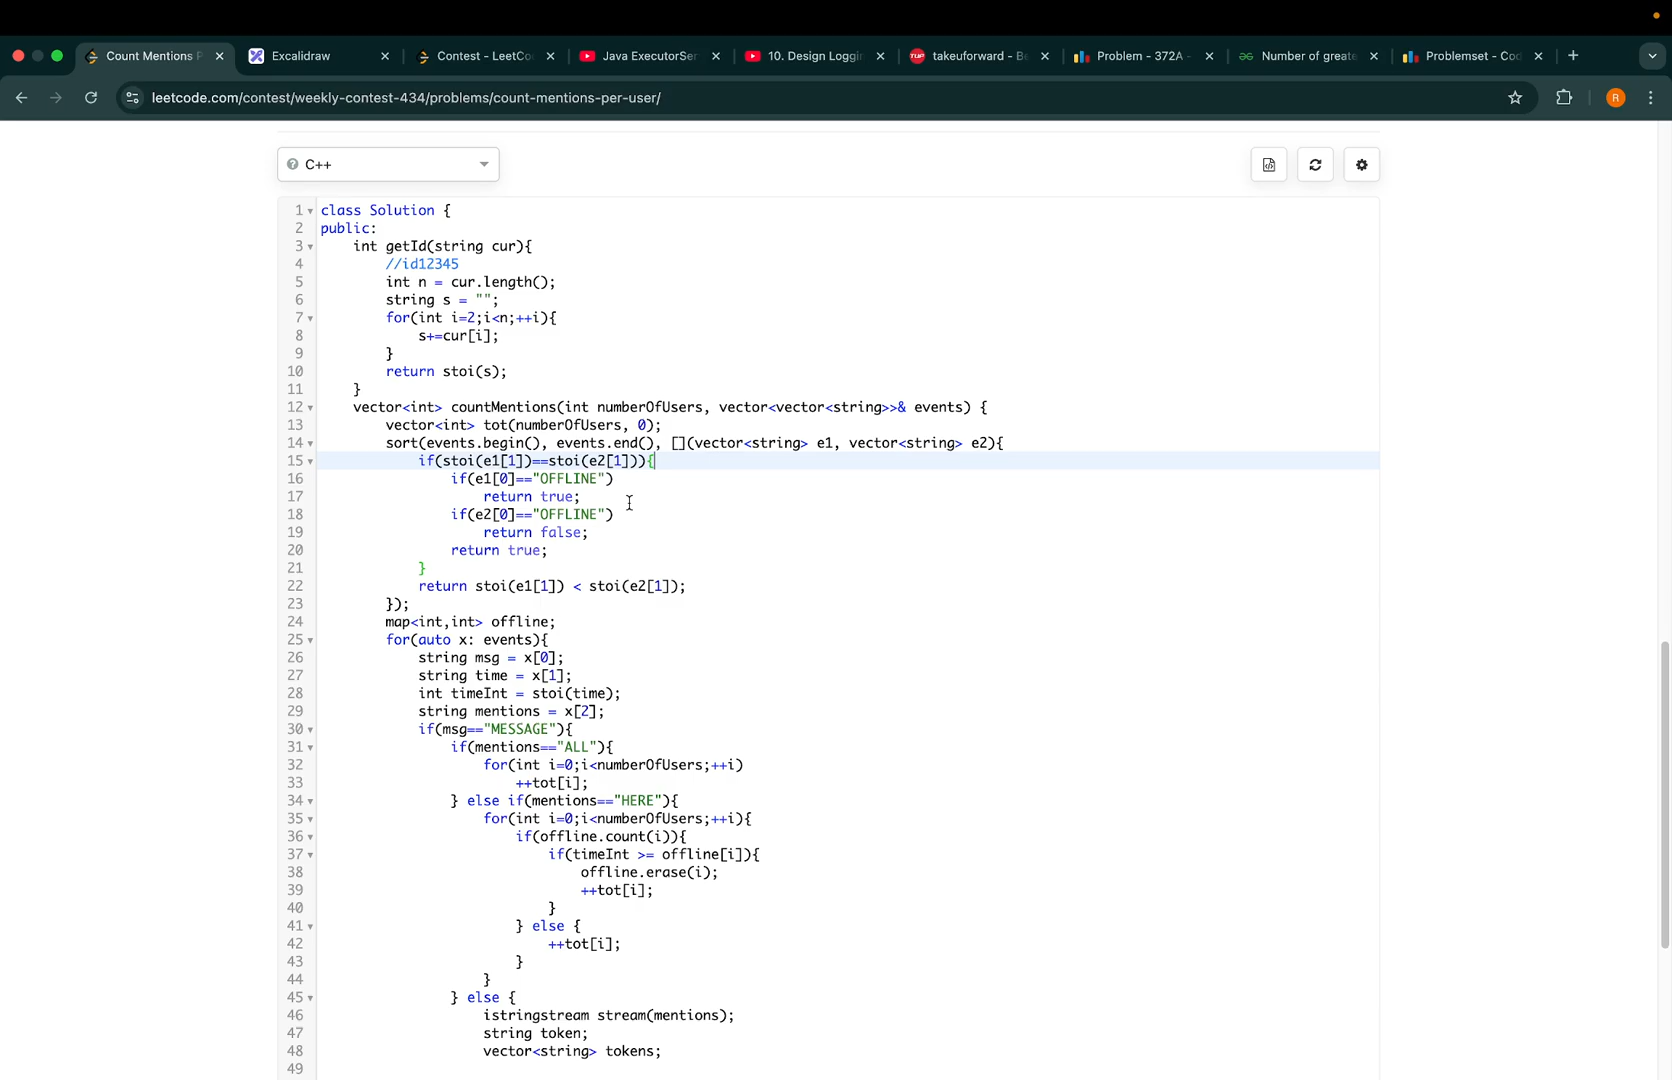 Count Mentions P
Excalidraw
Contest - LeetCo
Java ExecutorSer
10. Design Loggin
takeuforward - Be
Problem - 372A -
Number of greate
Problemset - Cod
leetcode.com/contest/weekly-contest-434/problems/count-mentions-per-user/
R
C++
1 class Solution {
2 public:
3 int getId(string cur){
4 //id12345
5 int n = cur.length();
6 string s = "";
7 for(int i=2;i<n;++i){
8 s+=cur[i];
9 }
10 return stoi(s);
11 }
12 vector<int> countMentions(int numberOfUsers, vector<vector<string>>& events) {
13 vector<int> tot(numberOfUsers, 0);
14 sort(events.begin(), events.end(), [](vector<string> e1, vector<string> e2){
15 if(stoi(e1[1])==stoi(e2[1])){
16 if(e1[0]=="OFFLINE")
17 return true;
18 if(e2[0]=="OFFLINE")
19 return false;
20 return true;
21 }
22 return stoi(e1[1]) < stoi(e2[1]);
23 });
24 map<int,int> offline;
25 for(auto x: events){
26 string msg = x[0];
27 string time = x[1];
28 int timeInt = stoi(time);
29 string mentions = x[2];
30 if(msg=="MESSAGE"){
31 if(mentions=="ALL"){
32 for(int i=0;i<numberOfUsers;++i)
33 ++tot[i];
34 } else if(mentions=="HERE"){
35 for(int i=0;i<numberOfUsers;++i){
36 if(offline.count(i)){
37 if(timeInt >= offline[i]){
38 offline.erase(i);
39 ++tot[i];
40 }
41 } else {
42 ++tot[i];
43 }
44 }
45 } else {
46 istringstream stream(mentions);
47 string token;
48 vector<string> tokens;
49